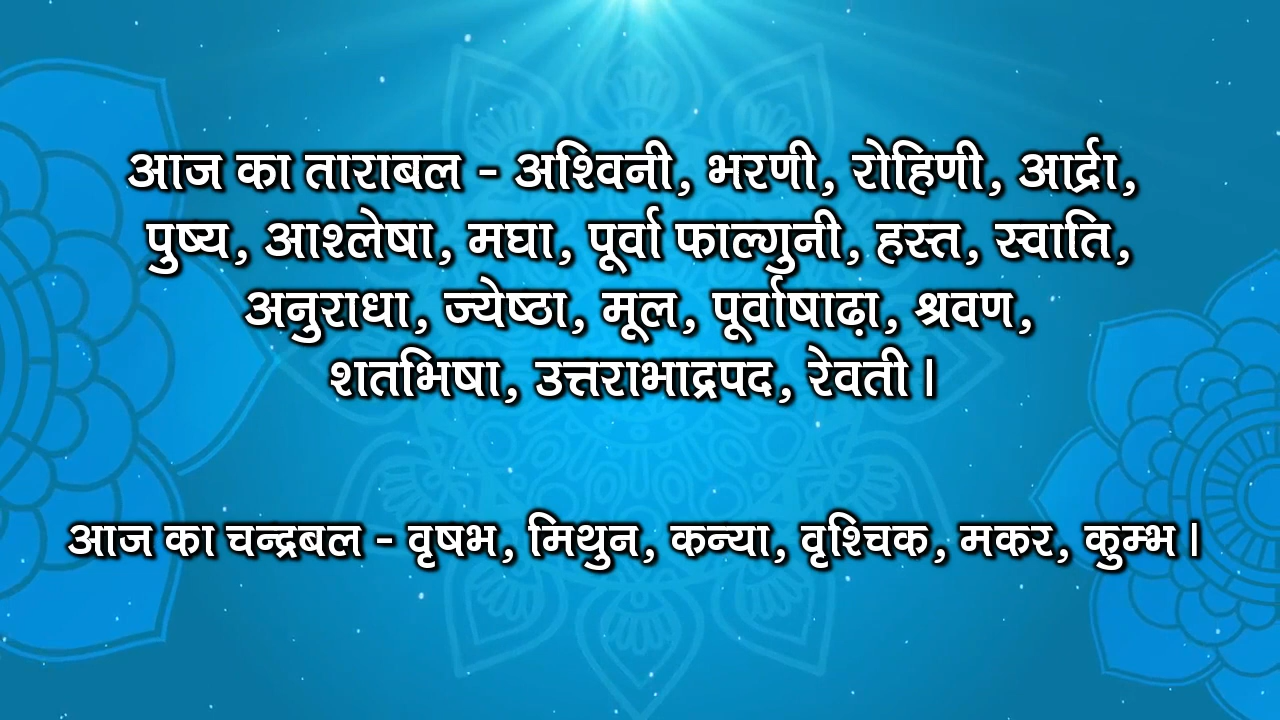 आज का ताराबल - अश्विनी, भरणी, रोहिणी, आर्द्रा,
पुष्य, आश्लेषा, मघा, पूर्वा फाल्गुनी, हस्त, स्वाति,
अनुराधा, ज्येष्ठा, मूल, पूर्वाषाढ़ा, श्रवण,
शतभिषा, उत्तराभाद्रपद, रेवती ।
आज का चन्द्रबल - वृषभ, मिथुन, कन्या, वृश्चिक, मकर, कुम्भ ।